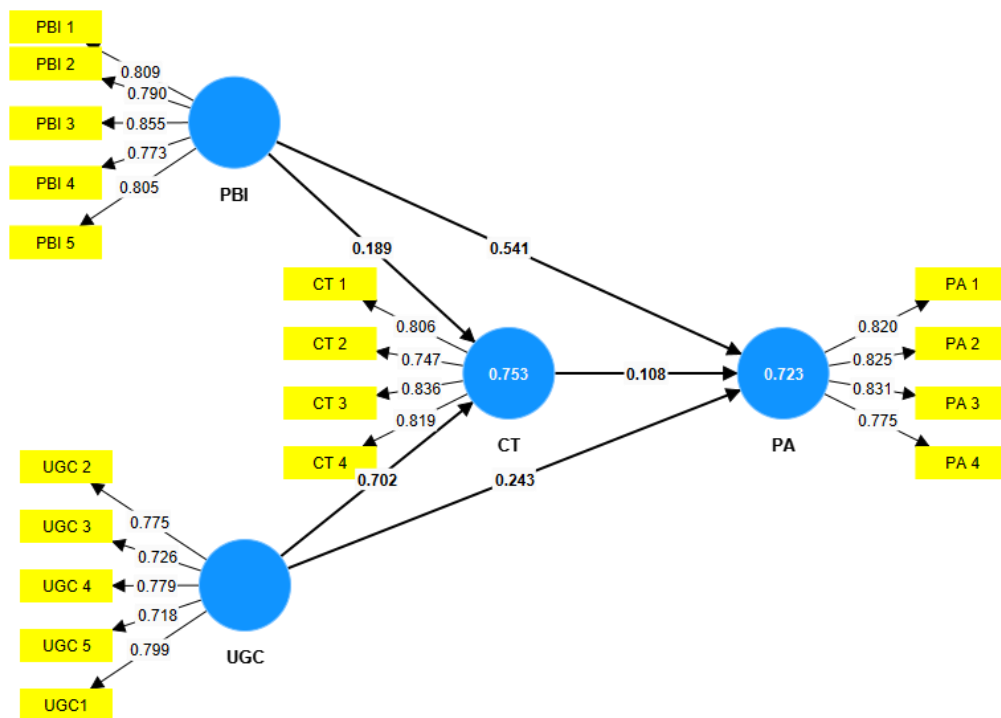 PBI 1
PBI 2
PBI 3
PBI 4
PBI 5
0.809
0.790
0.855
0.773
0.805
PBI
0.189
0.541
CT 1
CT 2
CT 3
CT 4
0.806
0.747
0.836
0.819
0.753
CT
0.108
0.723
PA
0.820
0.825
0.831
0.775
PA 1
PA 2
PA 3
PA 4
0.702
0.243
UGC 2
UGC 3
UGC 4
UGC 5
UGC1
0.775
0.726
0.779
0.718
0.799
UGC